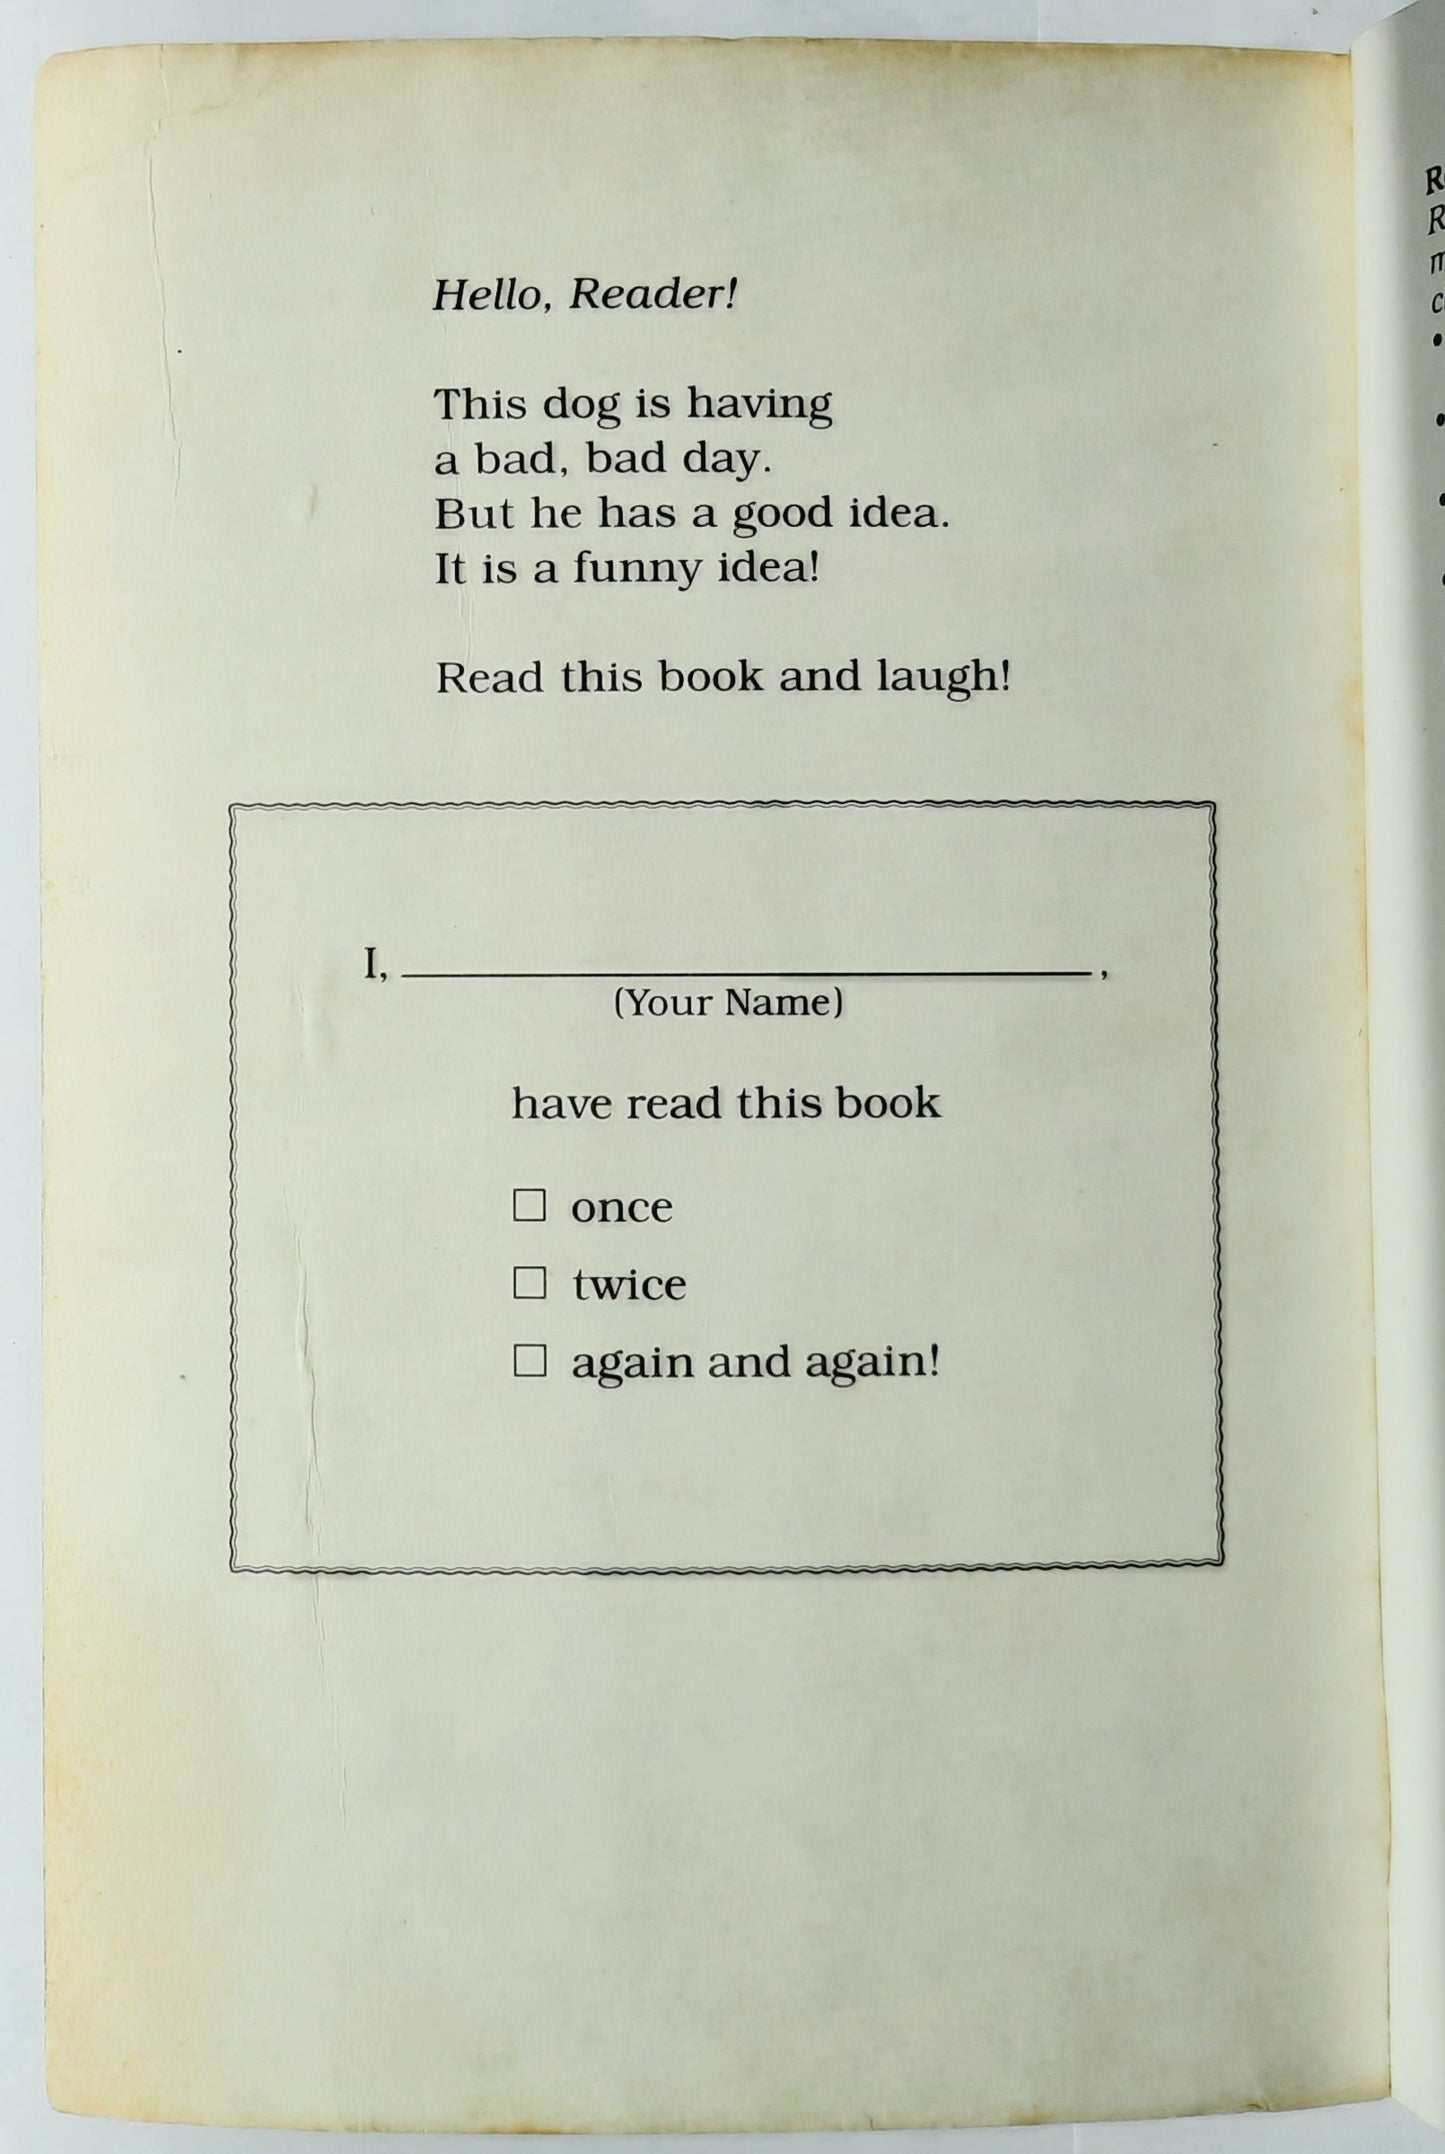 Hello, Reader!
This dog is having
a bad, bad day.
But he has a good idea.
It is a funny idea!
Read this book and laugh!
I, ,
(Your Name)
have read this book
☐ once
☐ twice
☐ again and again!